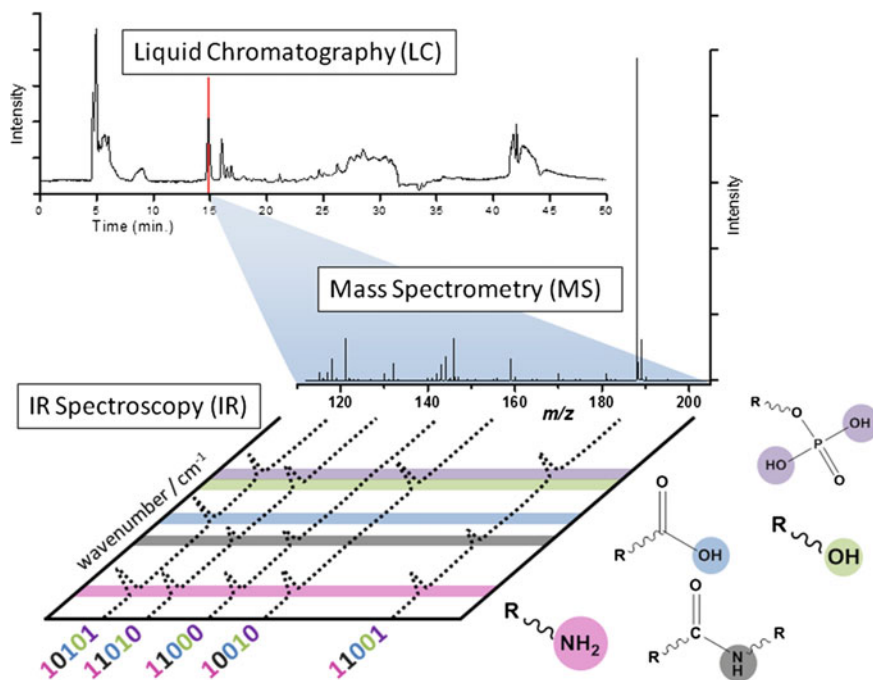 Liquid Chromatography (LC)
Intensity
0 5 10 15 20 25 30 35 40 45 50
Time (min.)
Intensity
Mass Spectrometry (MS)
120 140 160 180 200
m/z
IR Spectroscopy (IR)
wavenumber / cm-1
R O OH
P
HO O
O
R OH
R OH
O
R NH2
R C N R
H
10101
11010
11000
10010
11001